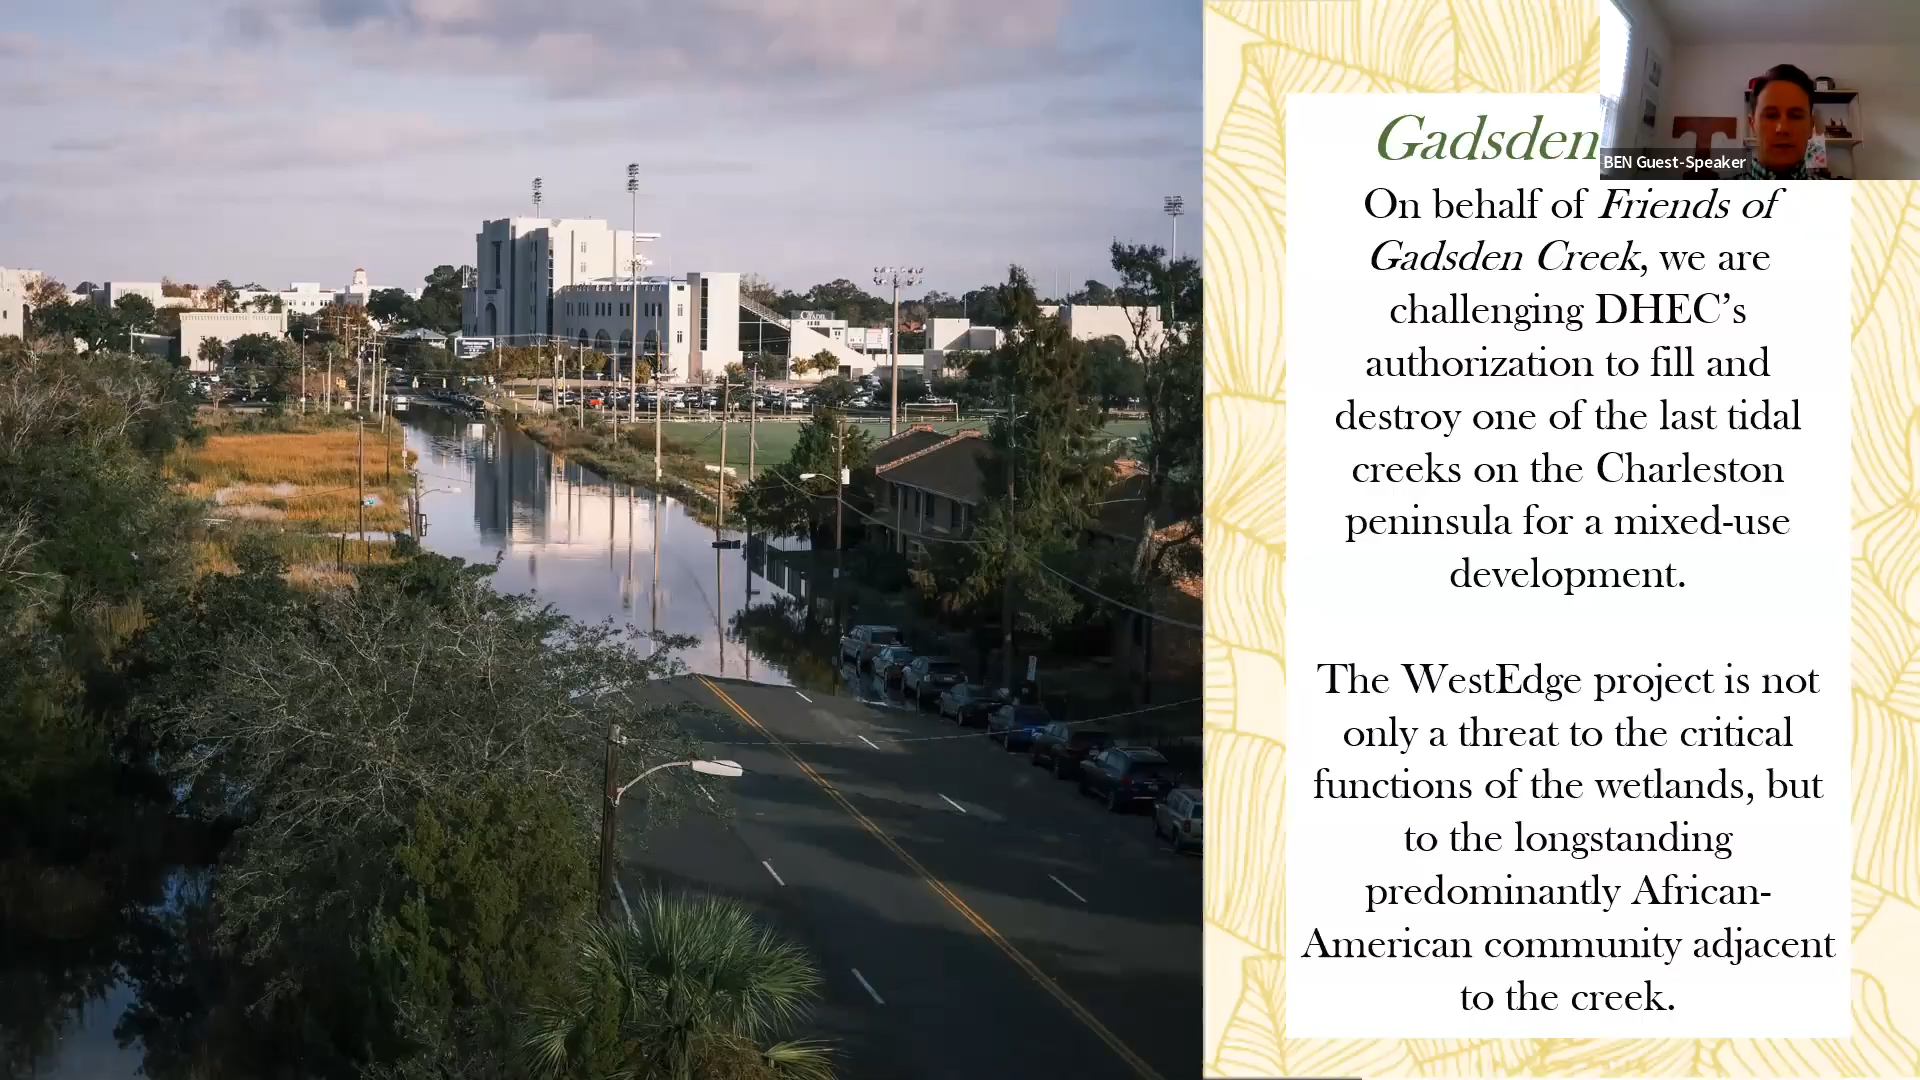 Gadsden
BEN Guest-Speaker
On behalf of Friends of
Gadsden Creek, we are
challenging DHEC's
authorization to fill and
destroy one of the last tidal
creeks on the Charleston
peninsula for a mixed-use
development.
The WestEdge project is not
only a threat to the critical
functions of the wetlands, but
to the longstanding
predominantly African-
American community adjacent
to the creek.